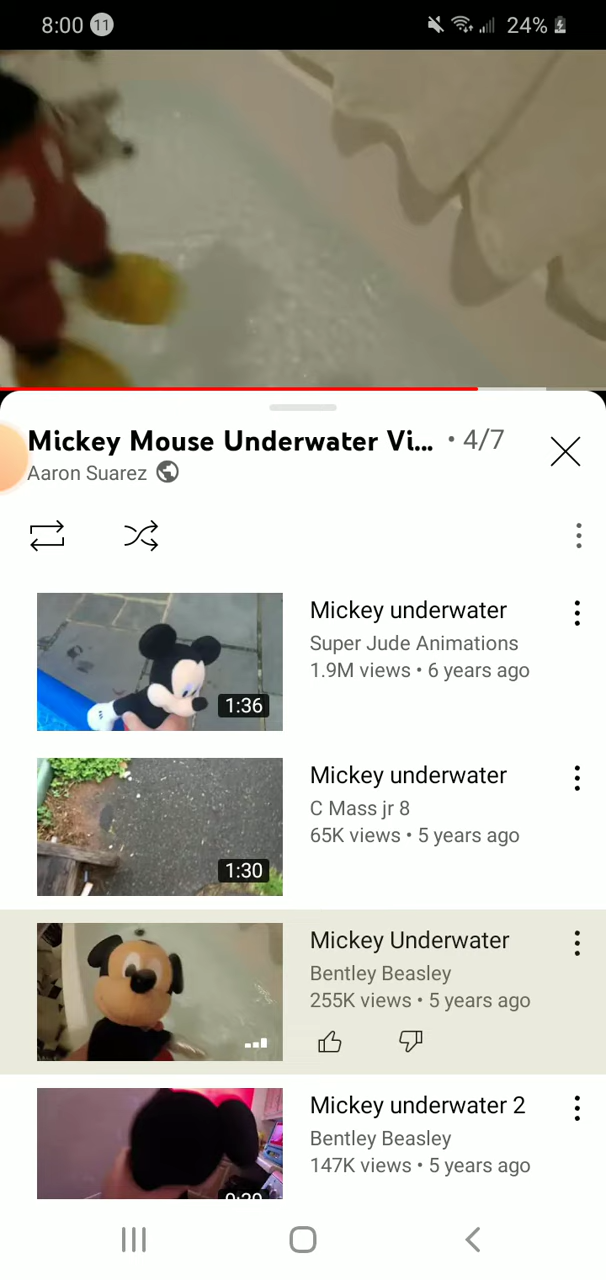 8:00 11 24%
Mickey Mouse Underwater Vi... • 4/7
Aaron Suarez
Mickey underwater
Super Jude Animations
1.9M views • 6 years ago
1:36
Mickey underwater
C Mass jr 8
65K views • 5 years ago
1:30
Mickey Underwater
Bentley Beasley
255K views • 5 years ago
Mickey underwater 2
Bentley Beasley
147K views • 5 years ago